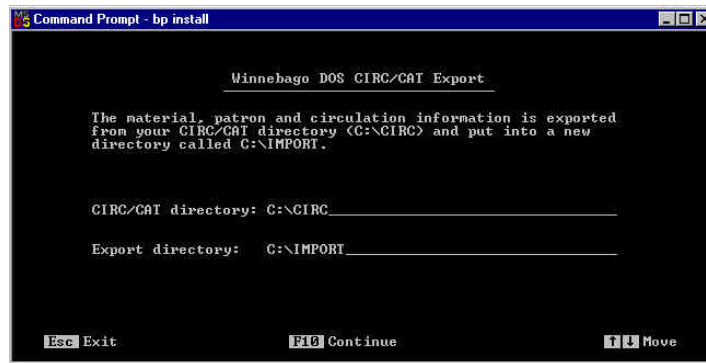 Command Prompt - bp install
Winnebago DOS CIRC/CAT Export
The material, patron and circulation information is exported
from your CIRC/CAT directory (C:\CIRC) and put into a new
directory called C:\IMPORT.
CIRC/CAT directory: C:\CIRC
Export directory: C:\IMPORT
Esc Exit F10 Continue ↑ ↓ Move